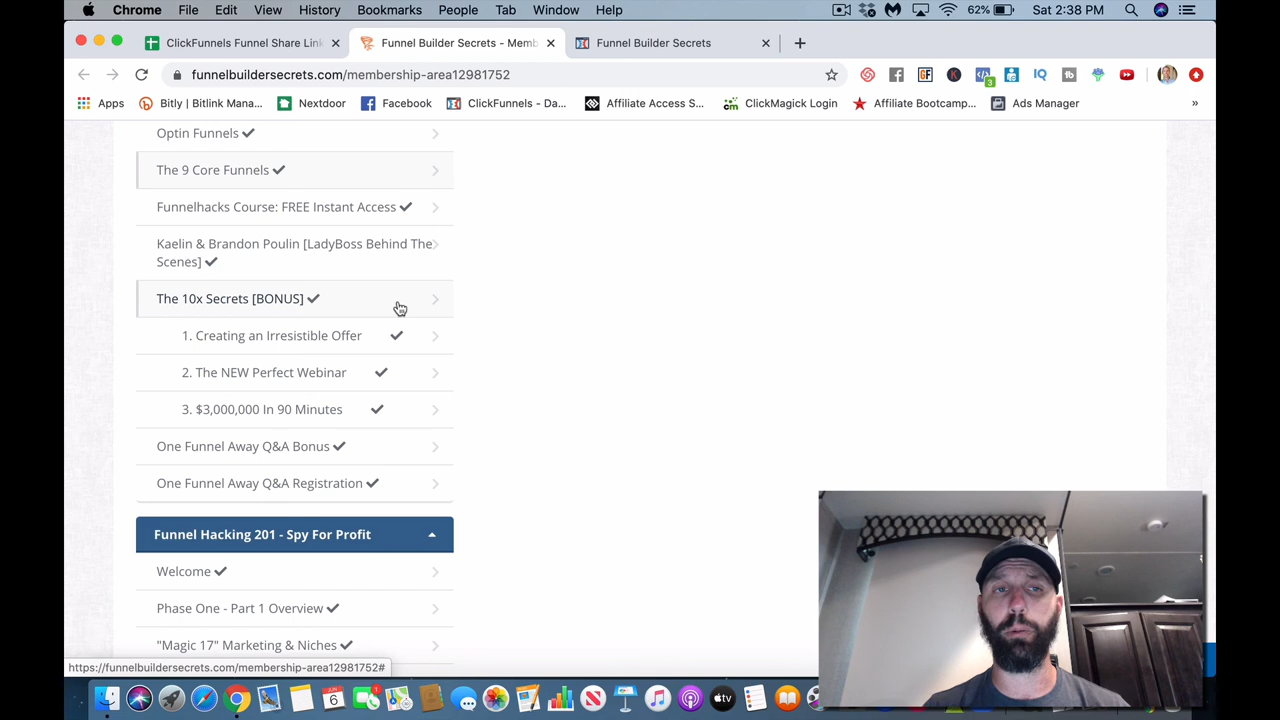 Chrome File Edit View History Bookmarks People Tab Window Help 62% Sat 2:38 PM
ClickFunnels Funnel Share Link
Funnel Builder Secrets - Memb
Funnel Builder Secrets
funnelbuildersecrets.com/membership-area12981752
Apps Bitly | Bitlink Mana... Nextdoor Facebook ClickFunnels - Da... Affiliate Access S... ClickMagick Login Affiliate Bootcamp... Ads Manager »
Optin Funnels
The 9 Core Funnels
Funnelhacks Course: FREE Instant Access
Kaelin & Brandon Poulin [LadyBoss Behind The
Scenes]
The 10x Secrets [BONUS]
1. Creating an Irresistible Offer
2. The NEW Perfect Webinar
3. $3,000,000 In 90 Minutes
One Funnel Away Q&A Bonus
One Funnel Away Q&A Registration
Funnel Hacking 201 - Spy For Profit
Welcome
Phase One - Part 1 Overview
"Magic 17" Marketing & Niches
https://funnelbuildersecrets.com/membership-area12981752#